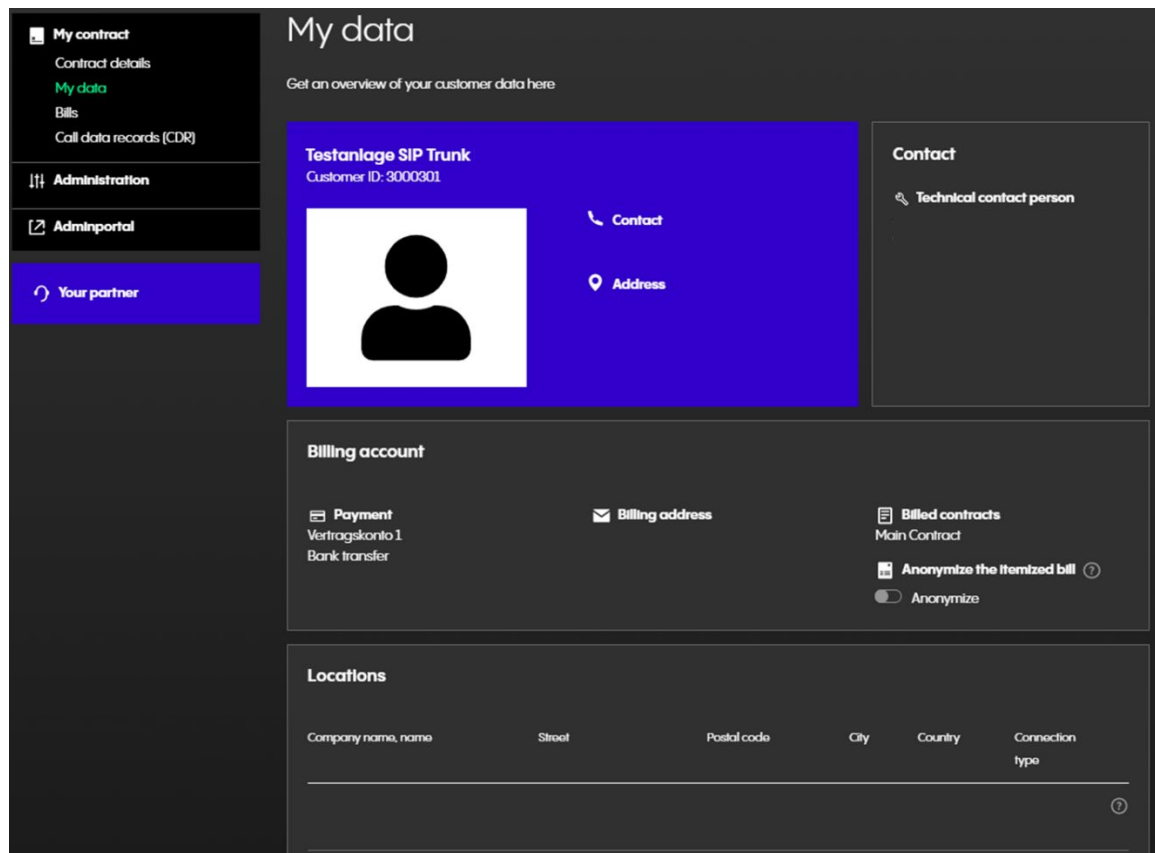 My contract
Contract details
My data
Bills
Call data records (CDR)
Administration
Adminportal
Your partner
My data
Get an overview of your customer data here
Testanlage SIP Trunk
Customer ID: 3000301
Contact
Address
Contact
Technical contact person
Billing account
Payment
Vertragskonto 1
Bank transfer
Billing address
Billed contracts
Main Contract
Anonymize the itemized bill ?
Anonymize
Locations
Company name, name Street Postal code City Country Connection
type
?